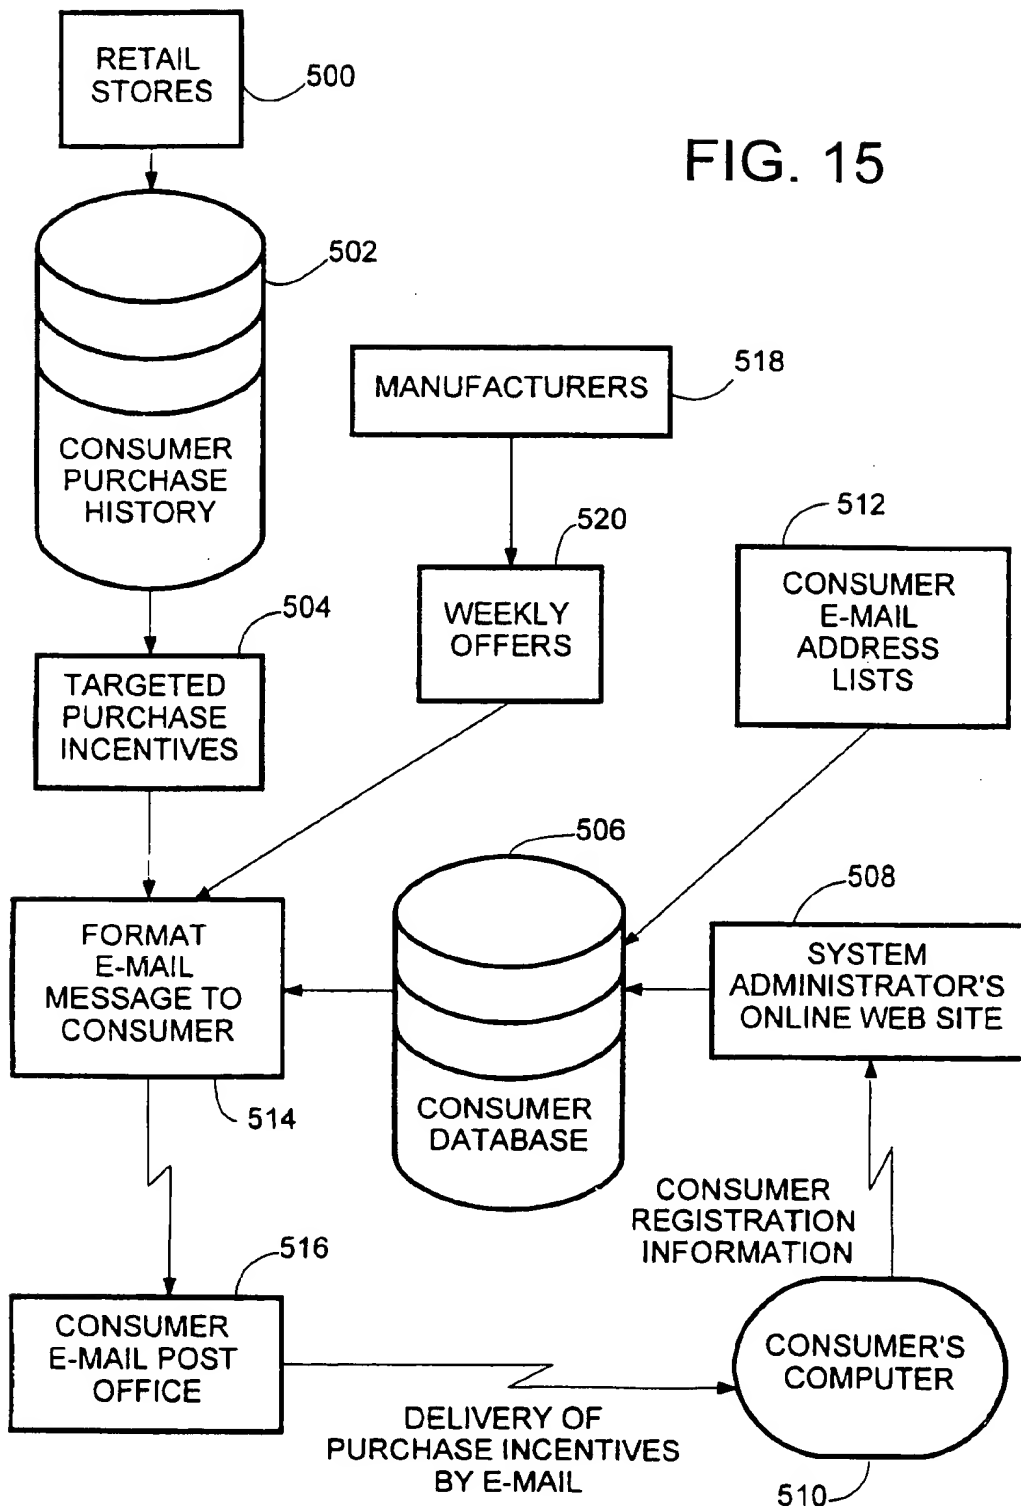 RETAIL
STORES
500
FIG. 15
502
CONSUMER
PURCHASE
HISTORY
MANUFACTURERS
518
520
WEEKLY
OFFERS
512
CONSUMER
E-MAIL
ADDRESS
LISTS
504
TARGETED
PURCHASE
INCENTIVES
506
CONSUMER
DATABASE
508
SYSTEM
ADMINISTRATOR'S
ONLINE WEB SITE
FORMAT
E-MAIL
MESSAGE TO
CONSUMER
514
CONSUMER
REGISTRATION
INFORMATION
516
CONSUMER
E-MAIL POST
OFFICE
DELIVERY OF
PURCHASE INCENTIVES
BY E-MAIL
CONSUMER'S
COMPUTER
510